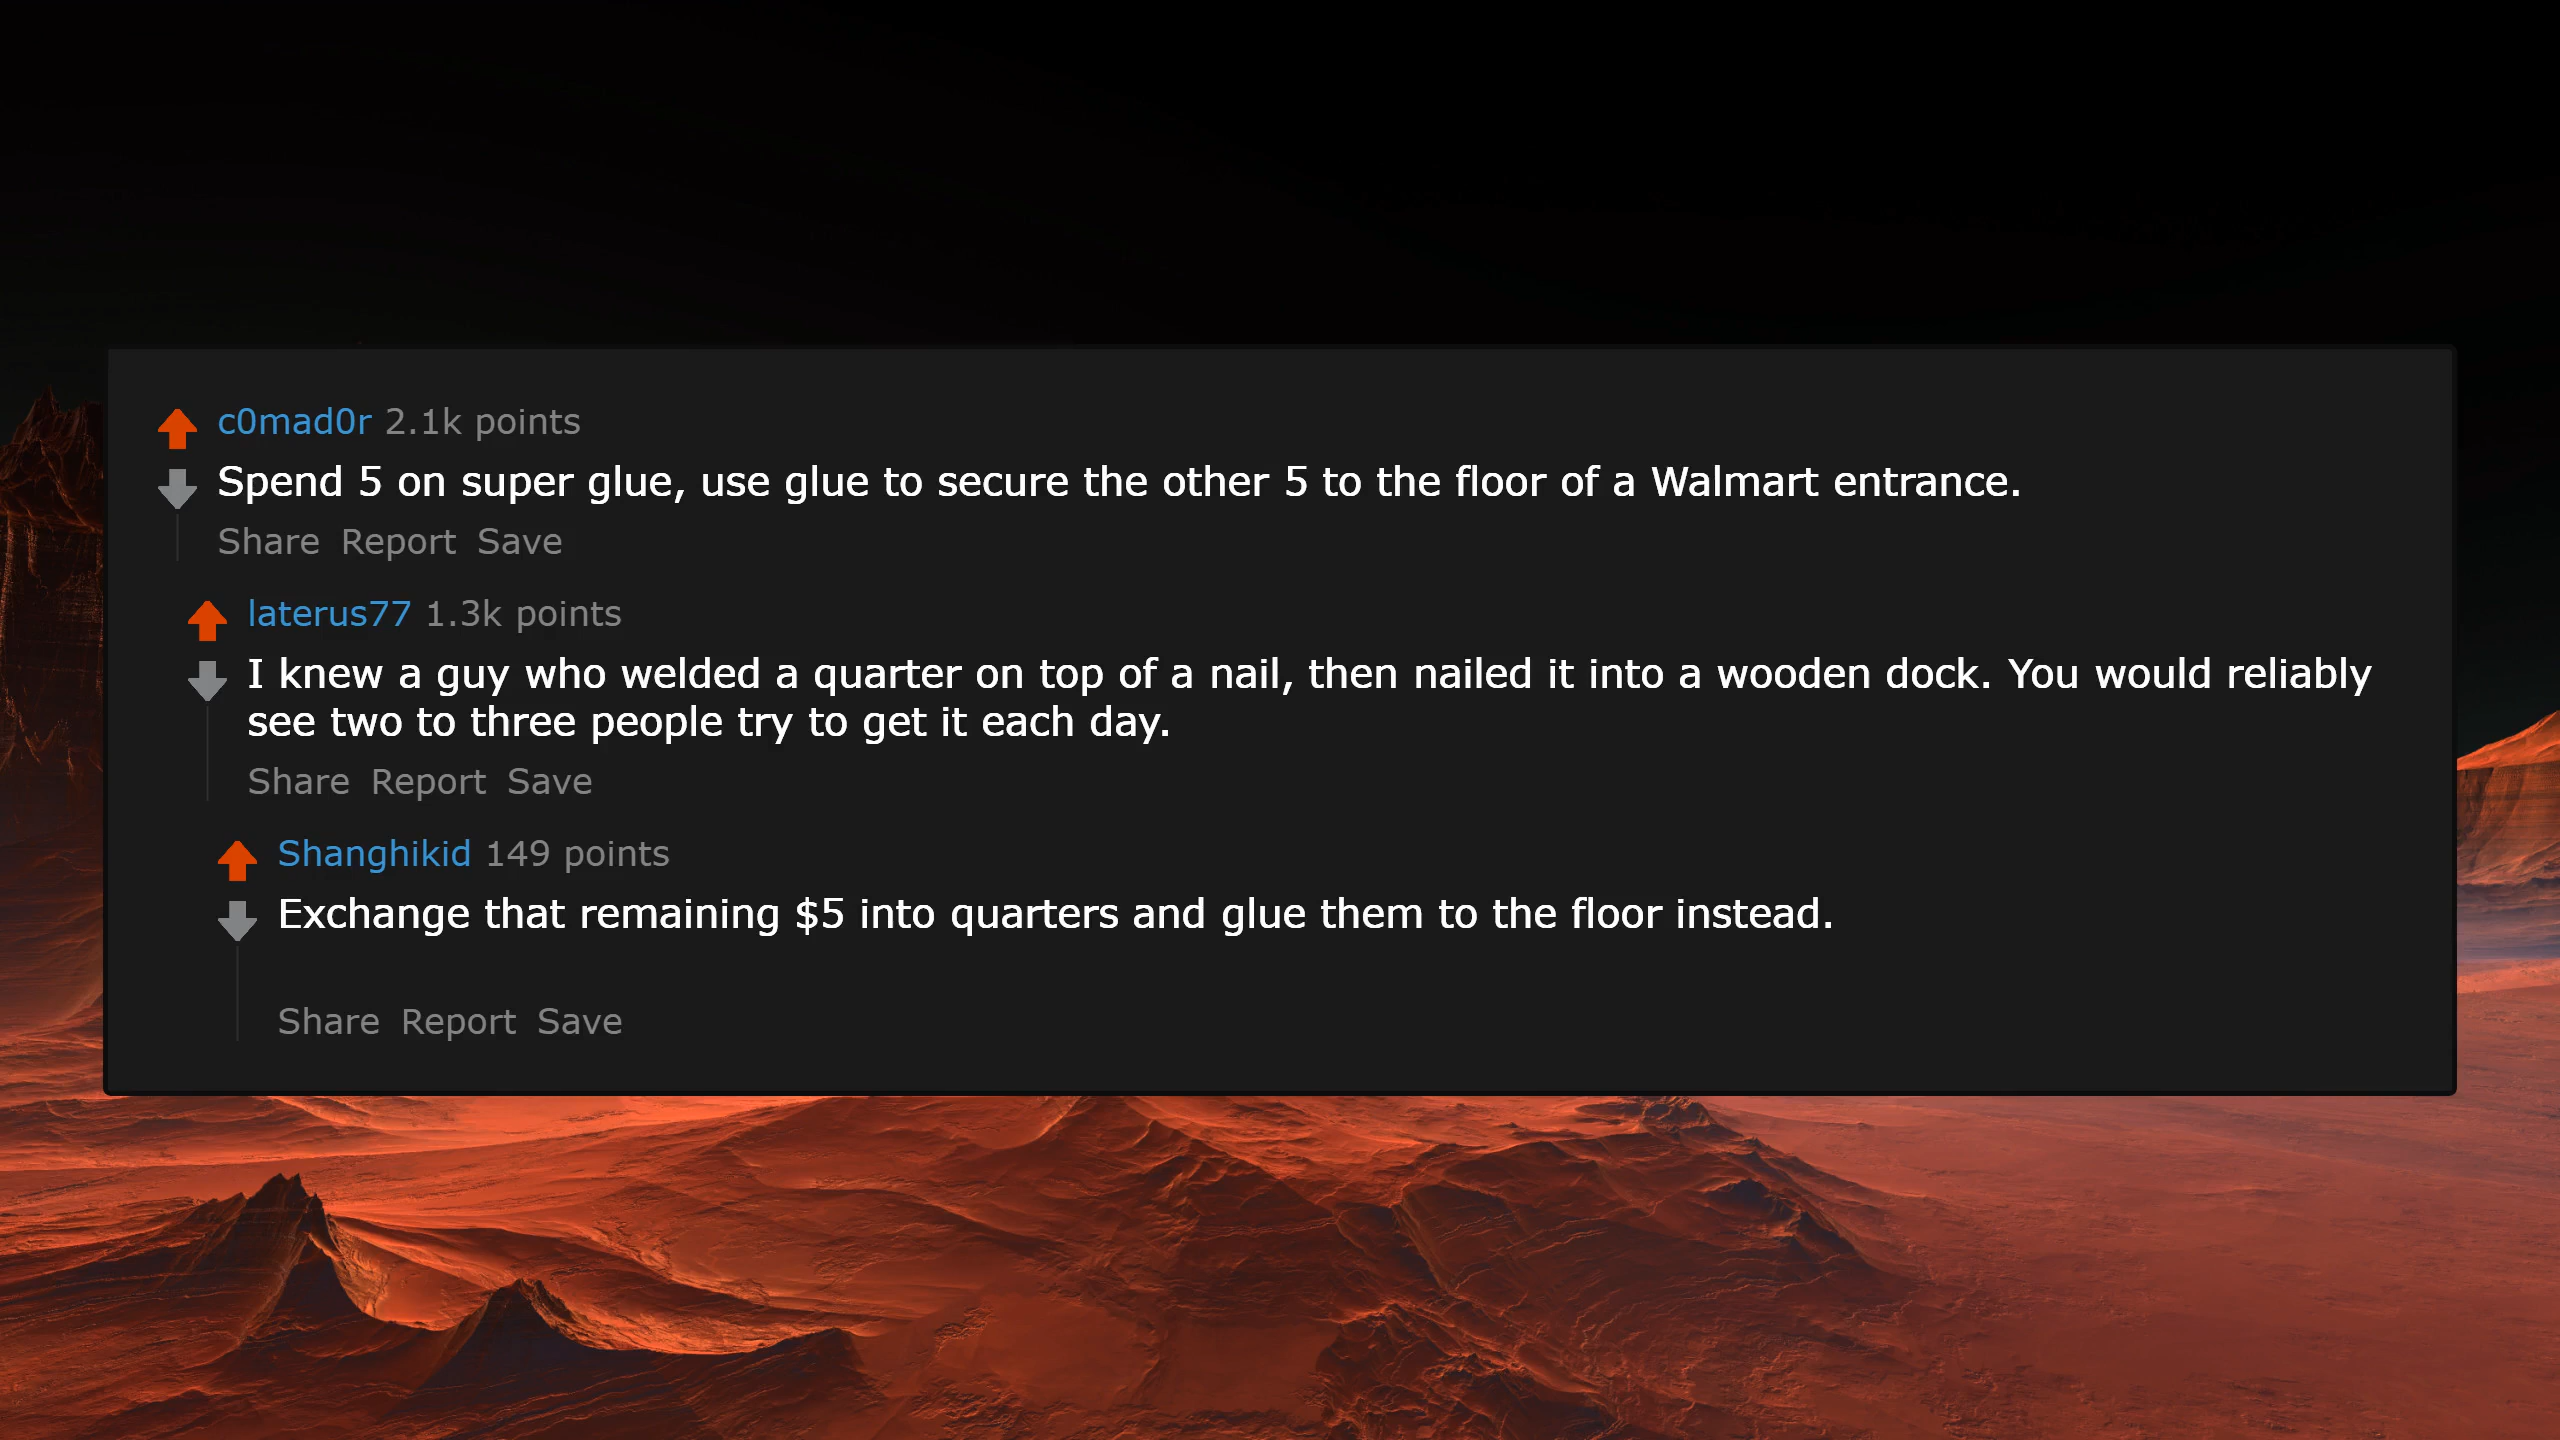 c0mad0r 2.1k points
Spend 5 on super glue, use glue to secure the other 5 to the floor of a Walmart entrance.
Share Report Save
laterus77 1.3k points
I knew a guy who welded a quarter on top of a nail, then nailed it into a wooden dock. You would reliably
see two to three people try to get it each day.
Share Report Save
Shanghikid 149 points
Exchange that remaining $5 into quarters and glue them to the floor instead.
Share Report Save